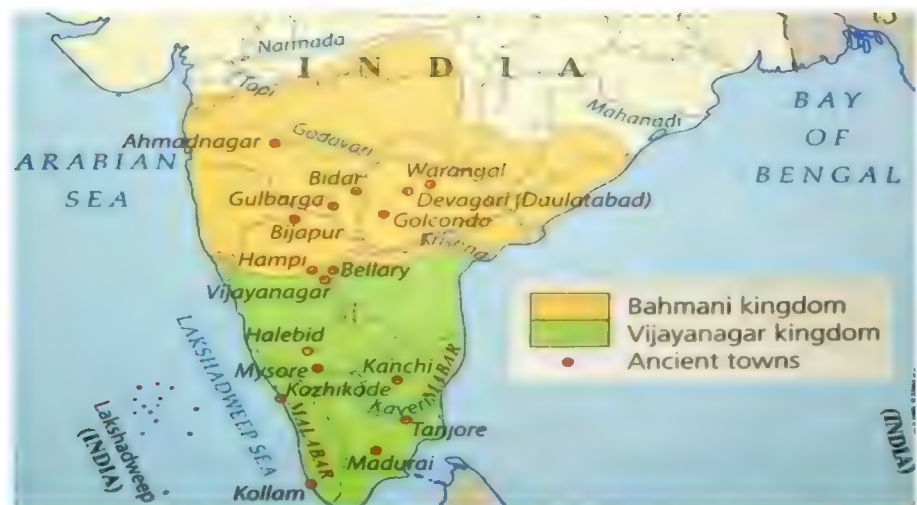 Narmada
I N D I A
Tapi
Mahanadi
BAY
OF
BENGAL
ARABIAN
SEA
Ahmadnagar
Godavari
Bidar
Warangal
Gulbarga
Devagari (Daulatabad)
Golconda
Bijapur
Krishna
Hampi
Bellary
Vijayanagar
Bahmani kingdom
Vijayanagar kingdom
Ancient towns
LAKSHADWEEP SEA
Halebid
Mysore
Kanchi
Kozhikode
MABAR
Kaveri
MALABAR
Tanjore
Lakshadweep
(INDIA)
Madurai
Kollam
(INDIA)